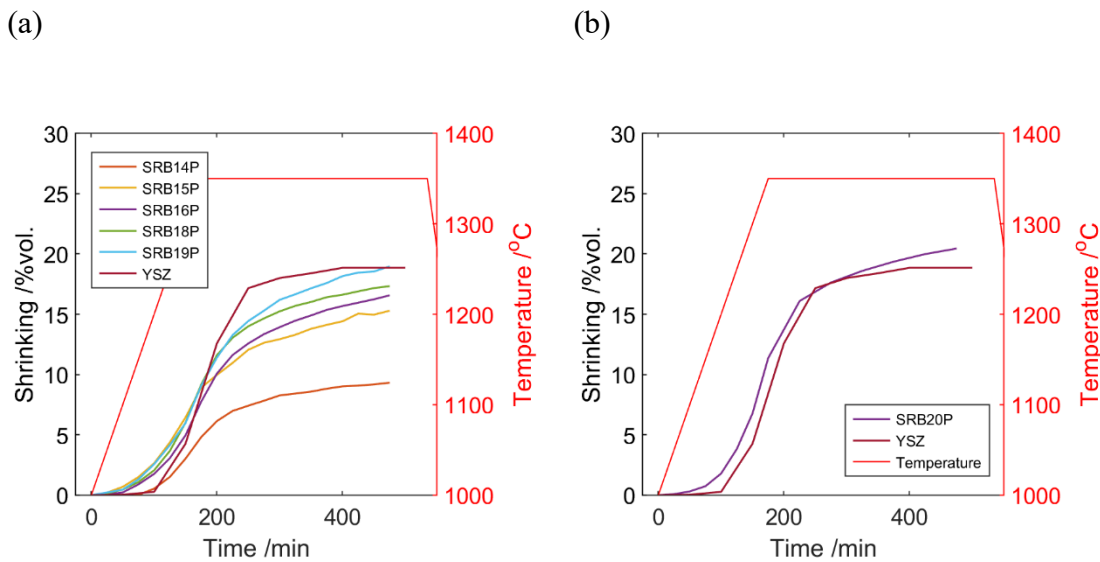 (a)
(b)
Shrinking /%vol.
30
25
20
15
10
5
0
SRB14P
SRB15P
SRB16P
SRB18P
SRB19P
YSZ
1400
1300
1200
1100
1000
Temperature /°C
0
200
400
Time /min
Shrinking /%vol.
30
25
20
15
10
5
0
SRB20P
YSZ
Temperature
1400
1300
1200
1100
1000
Temperature /°C
0
200
400
Time /min